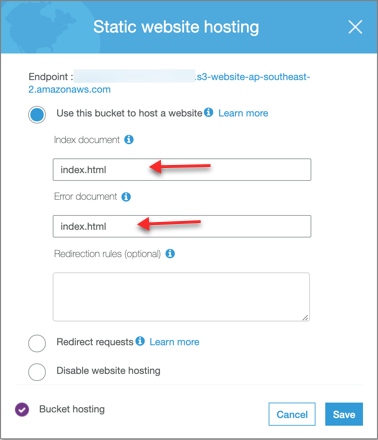 Static website hosting
Endpoint : .s3-website-ap-southeast-
2.amazonaws.com
Use this bucket to host a website Learn more
Index document
index.html
Error document
index.html
Redirection rules (optional)
Redirect requests Learn more
Disable website hosting
Bucket hosting
Cancel Save